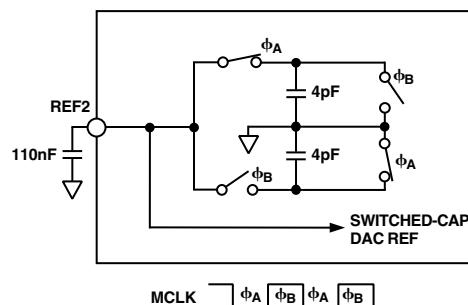 ϕA
ϕB
REF2
4pF
110nF
4pF
ϕA
ϕB
SWITCHED-CAP
DAC REF
MCLK ϕA ϕB ϕA ϕB